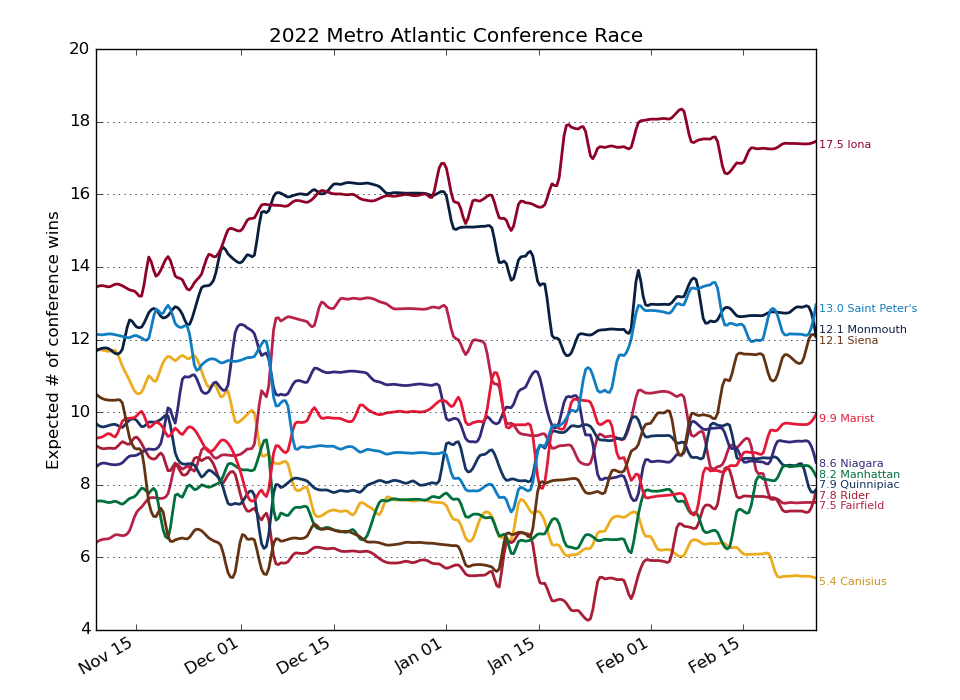 2022 Metro Atlantic Conference Race
Expected # of conference wins
20
18
16
14
12
10
8
6
4
Nov 15
Dec 01
Dec 15
Jan 01
Jan 15
Feb 01
Feb 15
17.5 Iona
13.0 Saint Peter's
12.1 Monmouth
12.1 Siena
9.9 Marist
8.6 Niagara
8.2 Manhattan
7.9 Quinnipiac
7.8 Rider
7.5 Fairfield
5.4 Canisius